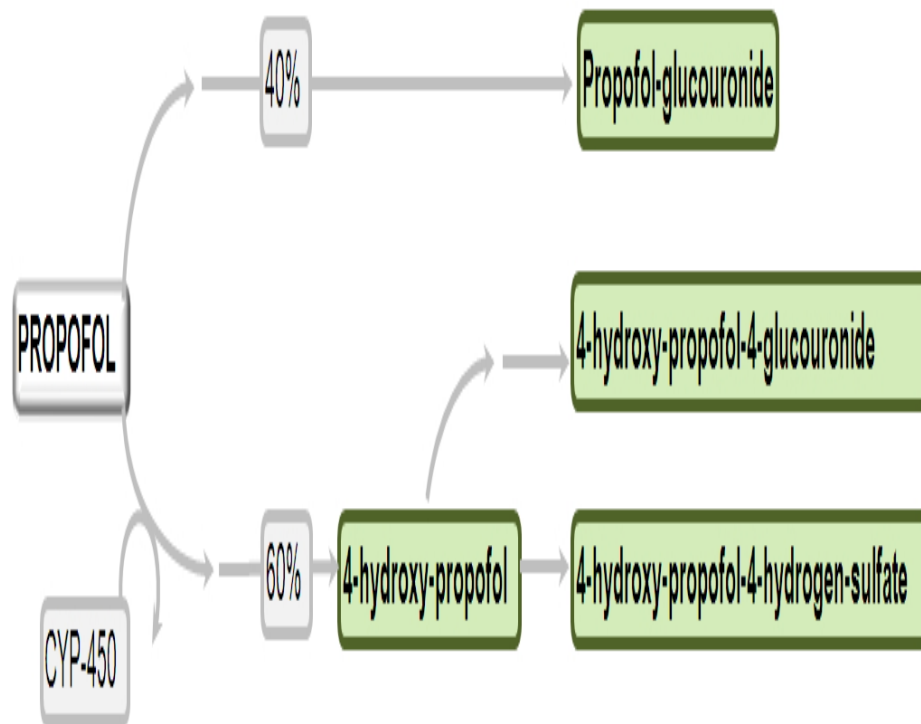 40%
Propofol-glucouronide
PROPOFOL
4-hydroxy-propofol-4-glucouronide
60%
4-hydroxy-propofol
4-hydroxy-propofol-4-hydrogen-sulfate
CYP-450